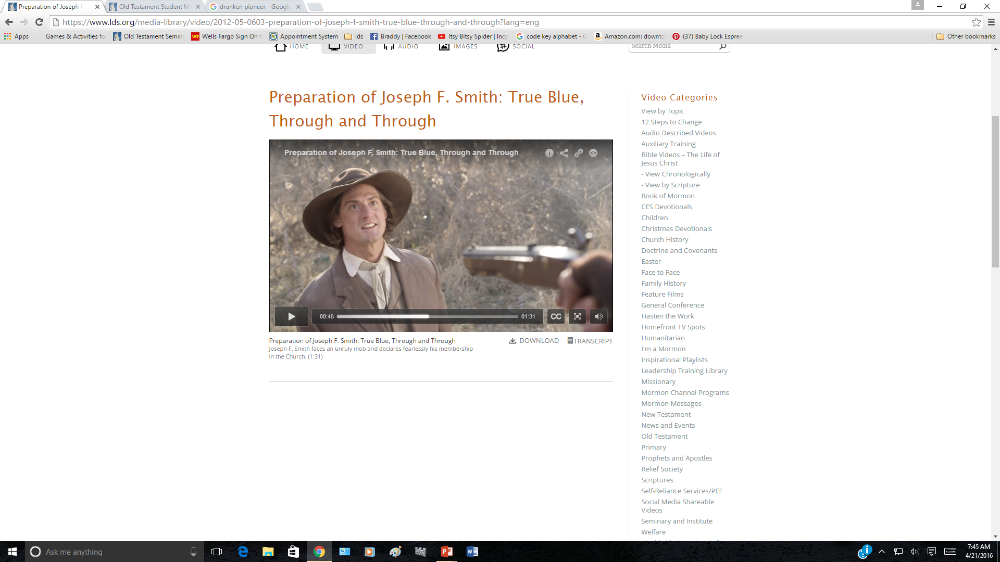 Preparation of Joseph F
Old Testament Student M
drunken pioneer - Google
https://www.lds.org/media-library/video/2012-05-0603-preparation-of-joseph-f-smith-true-blue-through-and-through?lang=eng
Apps
Games & Activities fo
Old Testament Semina
Wells Fargo Sign On t
Appointment System
lds
Braddy | Facebook
Itsy Bitsy Spider | Incy
code key alphabet - G
Amazon.com: downto
(37) Baby Lock Espree
Other bookmarks
HOME
VIDEO
AUDIO
IMAGES
SOCIAL
Search Media
Preparation of Joseph F. Smith: True Blue,
Through and Through
Preparation of Joseph F. Smith: True Blue, Through and Through
00:46
01:31
CC
Preparation of Joseph F. Smith: True Blue, Through and Through
DOWNLOAD
TRANSCRIPT
Joseph F. Smith faces an unruly mob and declares fearlessly his membership
in the Church. (1:31)
Video Categories
View by Topic
12 Steps to Change
Audio Described Videos
Auxiliary Training
Bible Videos – The Life of
Jesus Christ
- View Chronologically
- View by Scripture
Book of Mormon
CES Devotionals
Children
Christmas Devotionals
Church History
Doctrine and Covenants
Easter
Face to Face
Family History
Feature Films
General Conference
Hasten the Work
Homefront TV Spots
Humanitarian
I'm a Mormon
Inspirational Playlists
Leadership Training Library
Missionary
Mormon Channel Programs
Mormon Messages
New Testament
News and Events
Old Testament
Primary
Prophets and Apostles
Relief Society
Scriptures
Self-Reliance Services/PEF
Social Media Shareable
Videos
Seminary and Institute
Welfare
Ask me anything
7:45 AM
4/21/2016